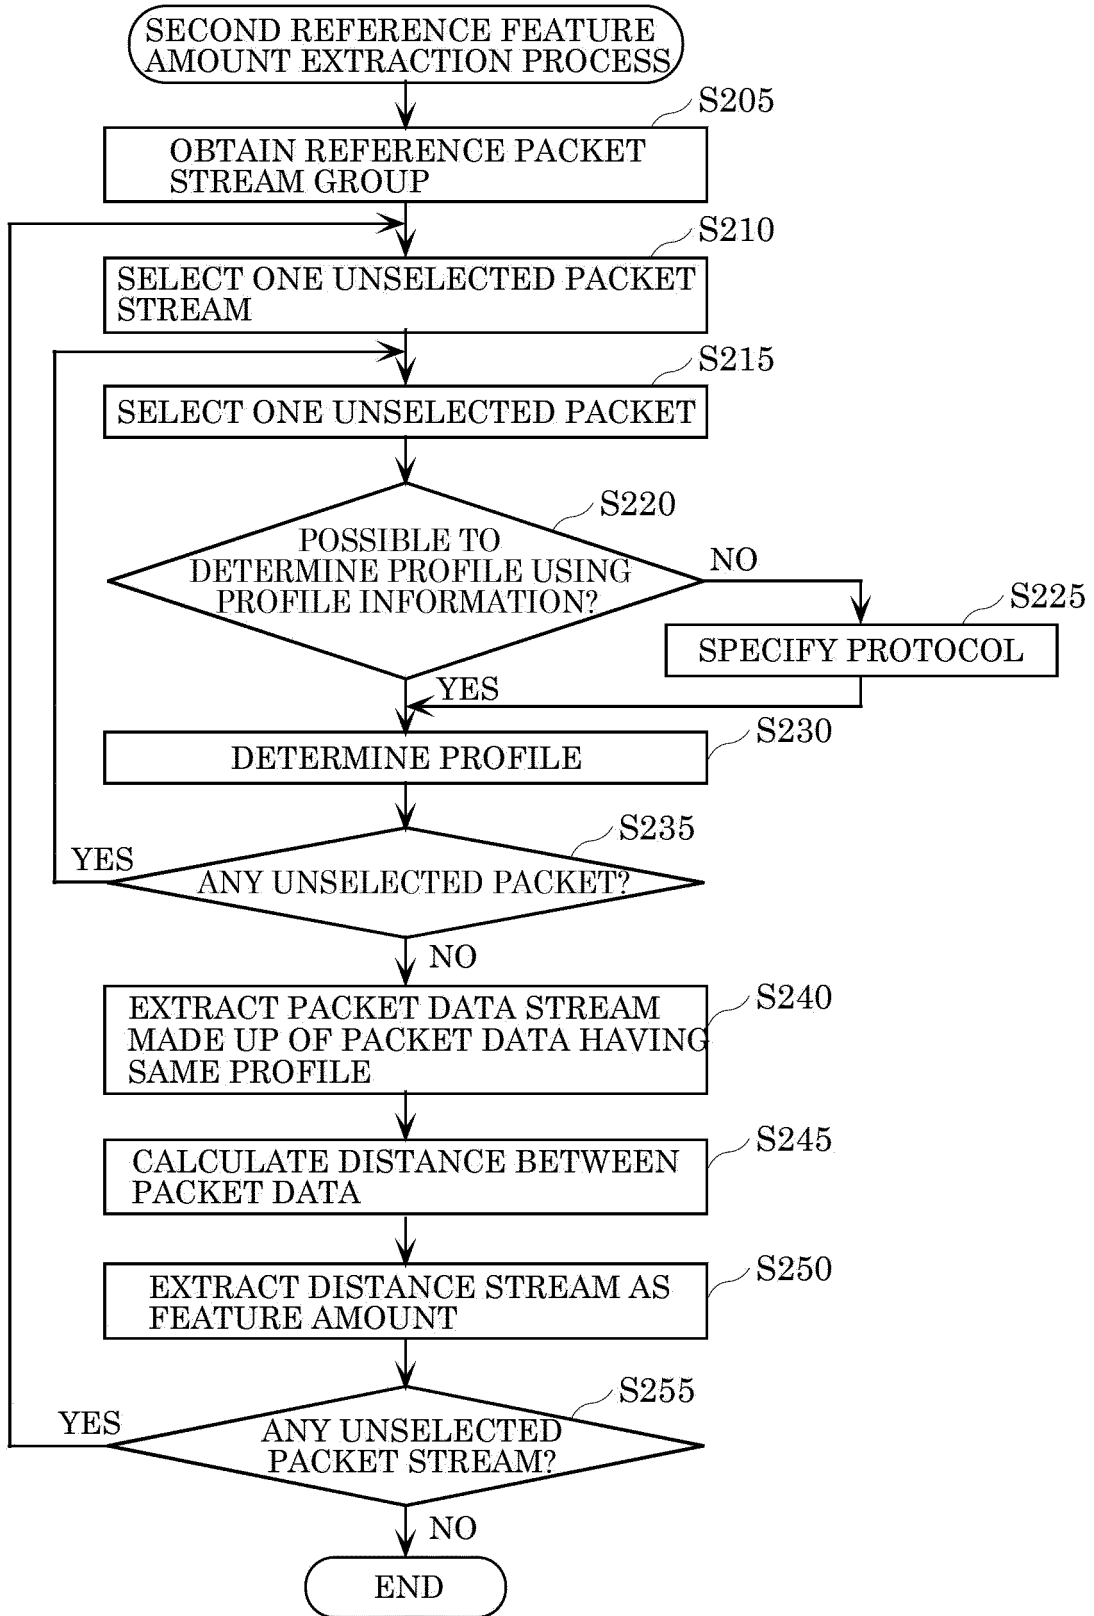 SECOND REFERENCE FEATURE
AMOUNT EXTRACTION PROCESS
S205
OBTAIN REFERENCE PACKET
STREAM GROUP
S210
SELECT ONE UNSELECTED PACKET
STREAM
S215
SELECT ONE UNSELECTED PACKET
S220
POSSIBLE TO
DETERMINE PROFILE USING
PROFILE INFORMATION?
NO
S225
SPECIFY PROTOCOL
YES
S230
DETERMINE PROFILE
S235
YES
ANY UNSELECTED PACKET?
NO
S240
EXTRACT PACKET DATA STREAM
MADE UP OF PACKET DATA HAVING
SAME PROFILE
S245
CALCULATE DISTANCE BETWEEN
PACKET DATA
S250
EXTRACT DISTANCE STREAM AS
FEATURE AMOUNT
S255
YES
ANY UNSELECTED
PACKET STREAM?
NO
END